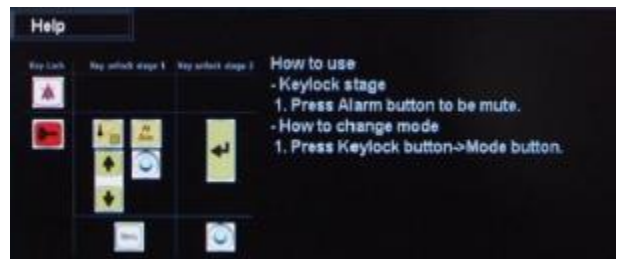 Help
Key Lock Key unlock stage 1 Key unlock stage 2
How to use
- Keylock stage
1. Press Alarm button to be mute.
- How to change mode
1. Press Keylock button->Mode button.
Menu